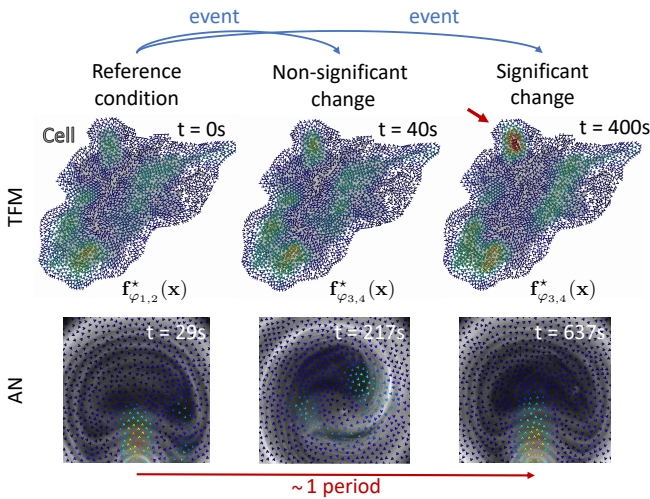 event
event
Reference condition
Non-significant change
Significant change
Cell
t = 0s
t = 40s
t = 400s
TFM
f⋆φ1,2(x)
f⋆φ3,4(x)
f⋆φ3,4(x)
t = 29s
t = 217s
t = 637s
AN
~ 1 period